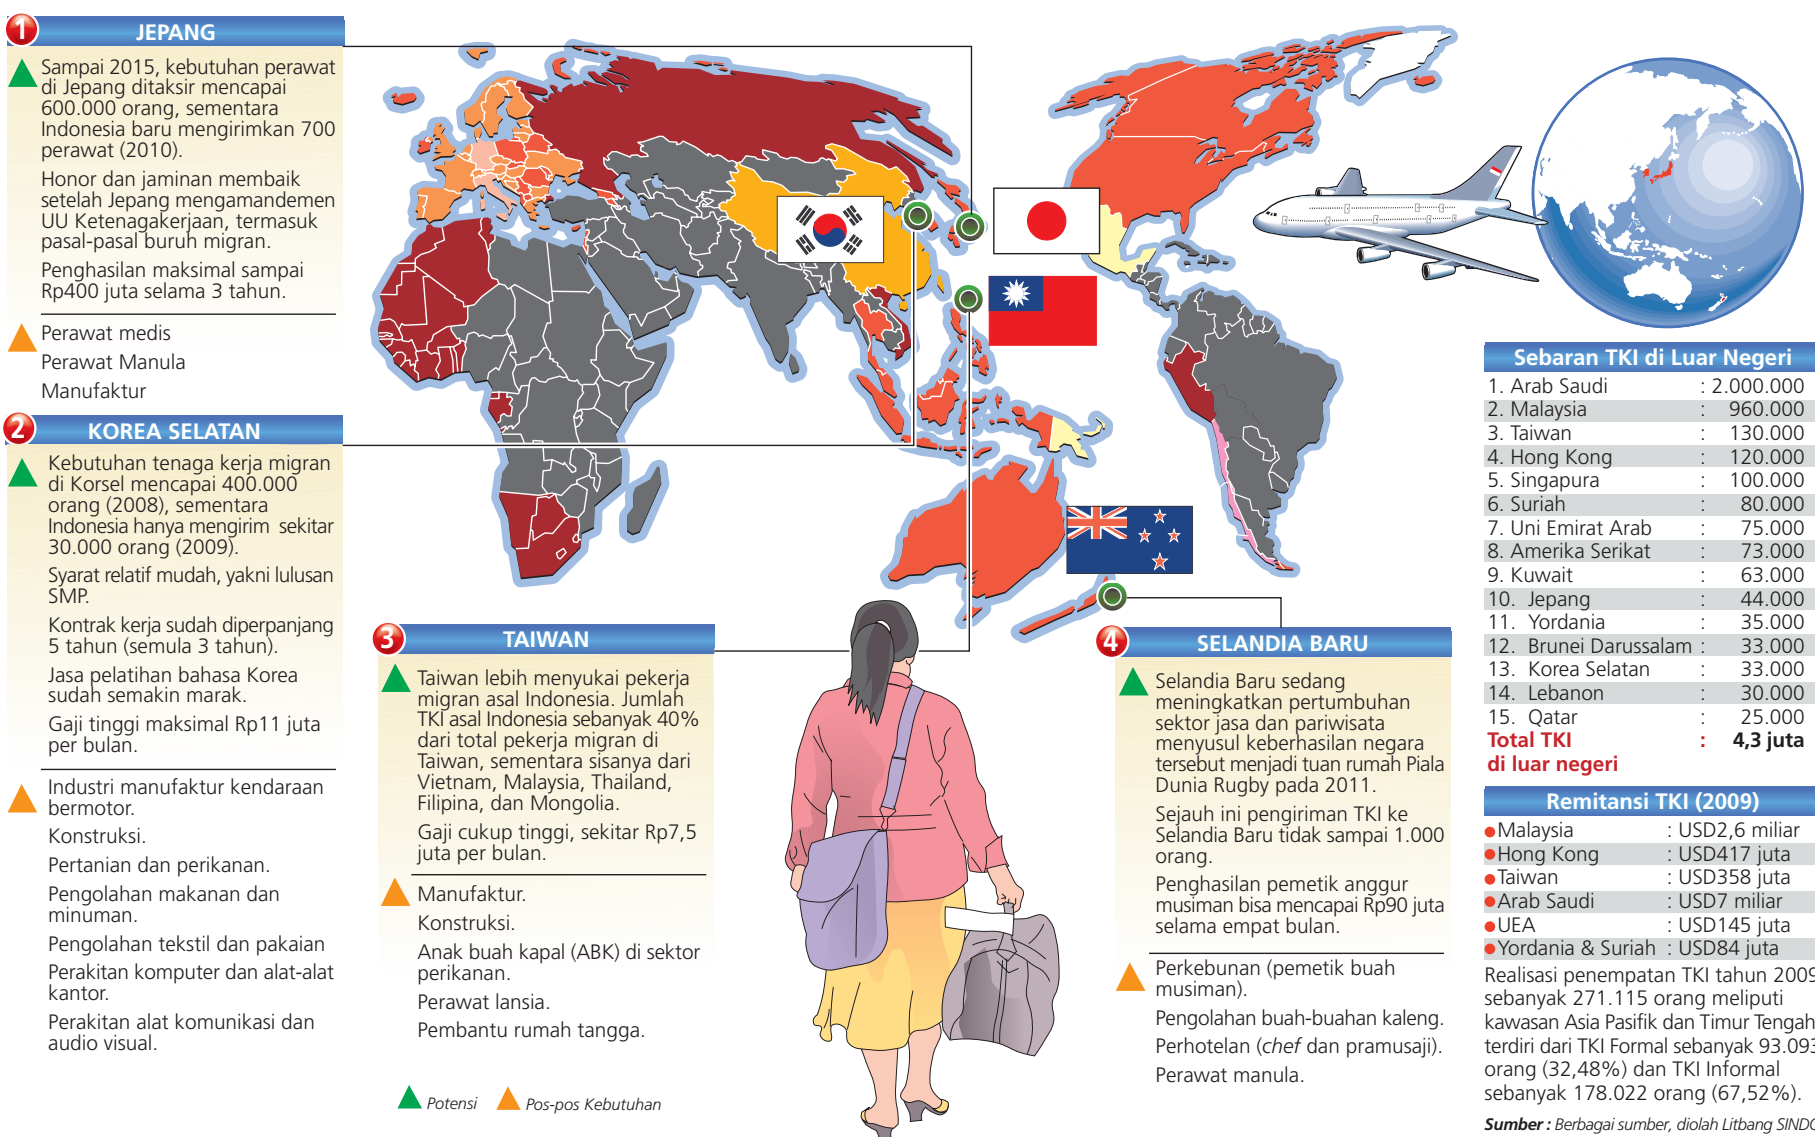 1
JEPANG
Sampai 2015, kebutuhan perawat
di Jepang ditaksir mencapai
600.000 orang, sementara
Indonesia baru mengirimkan 700
perawat (2010).
Honor dan jaminan membaik
setelah Jepang mengamandemen
UU Ketenagakerjaan, termasuk
pasal-pasal buruh migran.
Penghasilan maksimal sampai
Rp400 juta selama 3 tahun.
Perawat medis
Perawat Manula
Manufaktur
2
KOREA SELATAN
Kebutuhan tenaga kerja migran
di Korsel mencapai 400.000
orang (2008), sementara
Indonesia hanya mengirim sekitar
30.000 orang (2009).
Syarat relatif mudah, yakni lulusan
SMP.
Kontrak kerja sudah diperpanjang
5 tahun (semula 3 tahun).
Jasa pelatihan bahasa Korea
sudah semakin marak.
Gaji tinggi maksimal Rp11 juta
per bulan.
Industri manufaktur kendaraan
bermotor.
Konstruksi.
Pertanian dan perikanan.
Pengolahan makanan dan
minuman.
Pengolahan tekstil dan pakaian
Perakitan komputer dan alat-alat
kantor.
Perakitan alat komunikasi dan
audio visual.
3
TAIWAN
Taiwan lebih menyukai pekerja
migran asal Indonesia. Jumlah
TKI asal Indonesia sebanyak 40%
dari total pekerja migran di
Taiwan, sementara sisanya dari
Vietnam, Malaysia, Thailand,
Filipina, dan Mongolia.
Gaji cukup tinggi, sekitar Rp7,5
juta per bulan.
Manufaktur.
Konstruksi.
Anak buah kapal (ABK) di sektor
perikanan.
Perawat lansia.
Pembantu rumah tangga.
Potensi
Pos-pos Kebutuhan
4
SELANDIA BARU
Selandia Baru sedang
meningkatkan pertumbuhan
sektor jasa dan pariwisata
menyusul keberhasilan negara
tersebut menjadi tuan rumah Piala
Dunia Rugby pada 2011.
Sejauh ini pengiriman TKI ke
Selandia Baru tidak sampai 1.000
orang.
Penghasilan pemetik anggur
musiman bisa mencapai Rp90 juta
selama empat bulan.
Perkebunan (pemetik buah
musiman).
Pengolahan buah-buahan kaleng.
Perhotelan (chef dan pramusaji).
Perawat manula.
Sebaran TKI di Luar Negeri
1. Arab Saudi : 2.000.000
2. Malaysia : 960.000
3. Taiwan : 130.000
4. Hong Kong : 120.000
5. Singapura : 100.000
6. Suriah : 80.000
7. Uni Emirat Arab : 75.000
8. Amerika Serikat : 73.000
9. Kuwait : 63.000
10. Jepang : 44.000
11. Yordania : 35.000
12. Brunei Darussalam : 33.000
13. Korea Selatan : 33.000
14. Lebanon : 30.000
15. Qatar : 25.000
Total TKI : 4,3 juta
di luar negeri
Remitansi TKI (2009)
Malaysia : USD2,6 miliar
Hong Kong : USD417 juta
Taiwan : USD358 juta
Arab Saudi : USD7 miliar
UEA : USD145 juta
Yordania & Suriah : USD84 juta
Realisasi penempatan TKI tahun 2009
sebanyak 271.115 orang meliputi
kawasan Asia Pasifik dan Timur Tengah
terdiri dari TKI Formal sebanyak 93.093
orang (32,48%) dan TKI Informal
sebanyak 178.022 orang (67,52%).
Sumber : Berbagai sumber, diolah Litbang SINDO